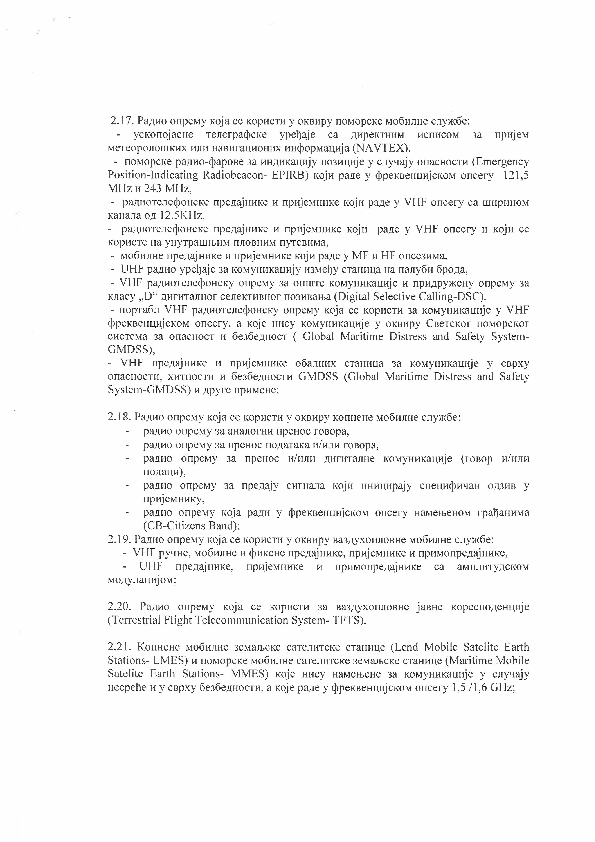 2.17. Радио опрему која се користи у оквиру поморске мобилне службе:
- ускопојасне телеграфске уређаје са директним исписом за пријем
метеоролошких или навигационих информација (NAVTEX),
- поморске радио-фарове за индикацију позиције у случају опасности (Emergency
Position-Indicating Radiobeacon- EPIRB) који раде у фреквенцијском опсегу 121,5
MHz и 243 MHz,
- радиотелефонске предајнике и пријемнике који раде у VHF опсегу са ширином
канала од 12.5KHz,
- радиотелефонске предајнике и пријемнике који раде у VHF опсегу и који се
користе на унутрашњим пловним путевима,
- мобилне предајнике и пријемнике који раде у MF и HF опсезима,
- UHF радио уређаје за комуникацију између станица на палуби брода,
- VHF радиотелефонску опрему за опште комуникације и придружену опрему за
класу „D“ дигиталног селективног позивања (Digital Selective Calling-DSC),
- портабл VHF радиотелефонску опрему која се користи за комуникације у VHF
фреквенцијском опсегу, а које нису комуникације у оквиру Светског поморског
система за опасност и безбедност ( Global Maritime Distress and Safety System-
GMDSS),
- VHF предајнике и пријемнике обалних станица за комуникације у сврху
опасности, хитности и безбедности GMDSS (Global Maritime Distress and Safety
System-GMDSS) и друге примене;
2.18. Радио опрему која се користи у оквиру копнене мобилне службе:
- радио опрему за аналогни пренос говора,
- радио опрему за пренос података и/или говора,
- радио опрему за пренос и/или дигиталне комуникације (говор и/или
подаци),
- радио опрему за предају сигнала који иницирају специфичан одзив у
пријемнику,
- радио опрему која ради у фреквенцијском опсегу намењеном грађанима
(CB-Citizens Band);
2.19. Радио опрему која се користи у оквиру ваздухопловне мобилне службе:
- VHF ручне, мобилне и фиксне предајнике, пријемнике и примопредајнике,
- UHF предајнике, пријемнике и примопредајнике са амплитудском
модулацијом;
2.20. Радио опрему која се користи за ваздухопловне јавне коресподенције
(Terrestrial Flight Telecommunication System- TFTS).
2.21. Копнене мобилне земаљске сателитске станице (Lend Mobile Satelite Earth
Stations- LMES) и поморске мобилне сателитске земаљске станице (Maritime Mobile
Satelite Earth Stations- MMES) које нису намењене за комуникације у случају
несреће и у сврху безбедности, а које раде у фреквенцијском опсегу 1,5 /1,6 GHz;